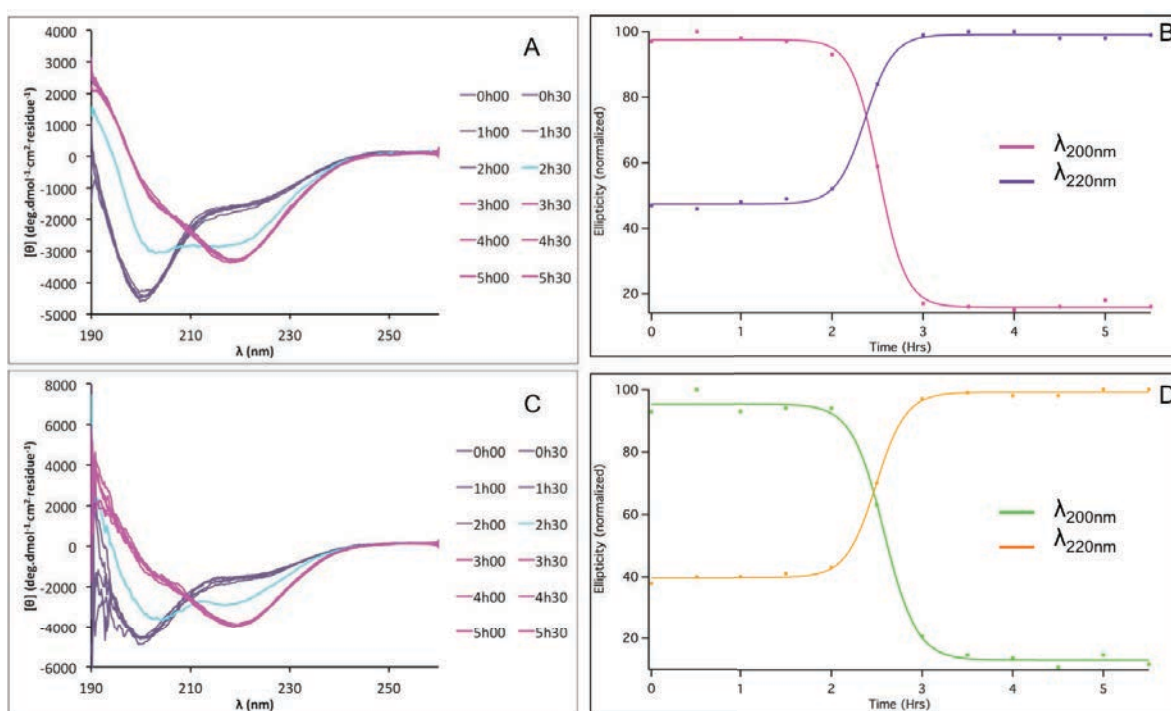 A
4000
3000
2000
1000
0
-1000
-2000
-3000
-4000
-5000
[θ] (deg.dmol⁻¹·cm²·residue⁻¹)
190 210 230 250
λ (nm)
0h00 0h30
1h00 1h30
2h00 2h30
3h00 3h30
4h00 4h30
5h00 5h30
B
100
80
60
40
20
Ellipticity (normalized)
0 1 2 3 4 5
Time (Hrs)
λ200nm
λ220nm
C
8000
6000
4000
2000
0
-2000
-4000
-6000
[θ] (deg.dmol⁻¹·cm²·residue⁻¹)
190 210 230 250
λ (nm)
0h00 0h30
1h00 1h30
2h00 2h30
3h00 3h30
4h00 4h30
5h00 5h30
D
100
80
60
40
20
Ellipticity (normalized)
0 1 2 3 4 5
Time (Hrs)
λ200nm
λ220nm